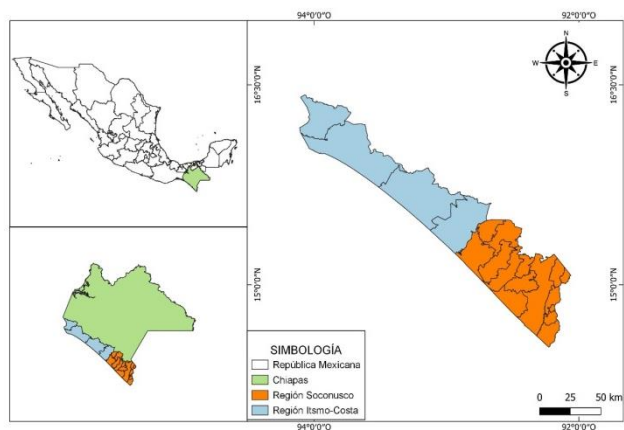 94°0'0"O
92°0'0"O
N
W
E
S
16°30'0"N
16°30'0"N
15°0'0"N
15°0'0"N
SIMBOLOGÍA
República Mexicana
Chiapas
Región Soconusco
Región Itsmo-Costa
0 25 50 km
94°0'0"O
92°0'0"O